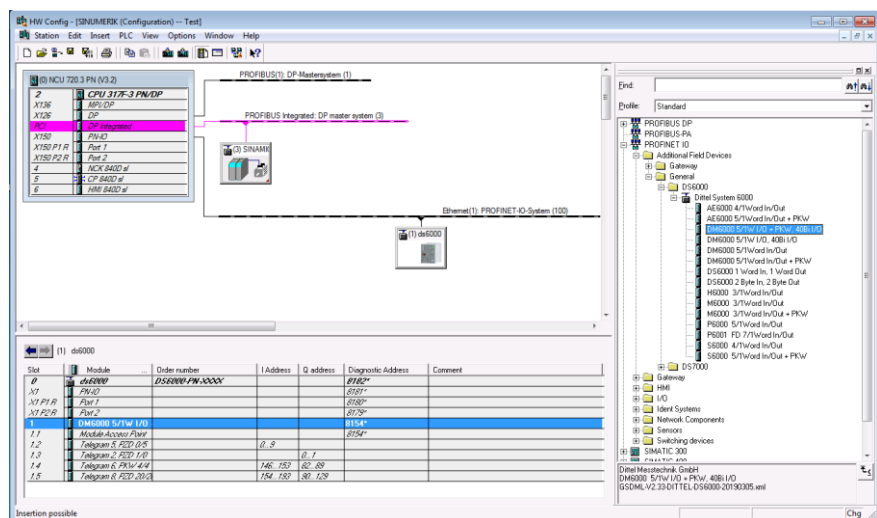 HW Config - [SINUMERIK (Configuration) -- Test]
Station Edit Insert PLC View Options Window Help
(0) NCU 720.3 PN (V3.2)
2 CPU 317F-3 PN/DP
X136 MPI/DP
X126 DP
PCI DP integrated
X150 PN-IO
X150 P1 R Port 1
X150 P2 R Port 2
4 NCK 840D sl
5 CP 840D sl
6 HMI 840D sl
PROFIBUS(1): DP-Mastersystem (1)
PROFIBUS Integrated: DP master system (3)
(3) SINAMIK
Ethernet(1): PROFINET-IO-System (100)
(1) ds6000
Find:
Profile: Standard
PROFIBUS DP
PROFIBUS-PA
PROFINET IO
Additional Field Devices
Gateway
General
DS6000
Dittel System 6000
AE6000 4/1Word In/Out
AE6000 5/1Word In/Out + PKW
DM6000 5/1W I/O + PKW, 40Bi I/O
DM6000 5/1W I/O, 40Bi I/O
DM6000 5/1Word In/Out
DM6000 5/1Word In/Out + PKW
DS6000 1 Word In, 1 Word Out
DS6000 2 Byte In, 2 Byte Out
H6000 3/1Word In/Out
M6000 3/1Word In/Out
M6000 3/1Word In/Out + PKW
P6000 5/1Word In/Out
P6001 FD 7/1Word In/Out
S6000 4/1Word In/Out
S6000 5/1Word In/Out + PKW
DS7000
Gateway
HMI
I/O
Ident Systems
Network Components
Sensors
Switching devices
SIMATIC 300
SIMATIC 400
Dittel Messtechnik GmbH
DM6000 5/1W I/O + PKW, 40Bi I/O
GSDML-V2.33-DITTEL-DS6000-20190305.xml
(1) ds6000
Slot Module ... Order number I Address Q address Diagnostic Address Comment
0 ds6000 DS6000-PN-XXXX 8182*
X1 PN-IO 8181*
X1 P1 R Port 1 8180*
X1 P2 R Port 2 8179*
1 DM6000 5/1W I/O 8154*
1.1 Module Access Point 8154*
1.2 Telegram 5, PZD 0/5 0...9
1.3 Telegram 2, PZD 1/0 0...1
1.4 Telegram 6, PKW 4/4 146...153 82...89
1.5 Telegram 8, PZD 20/2 154...193 90...129
Insertion possible Chg